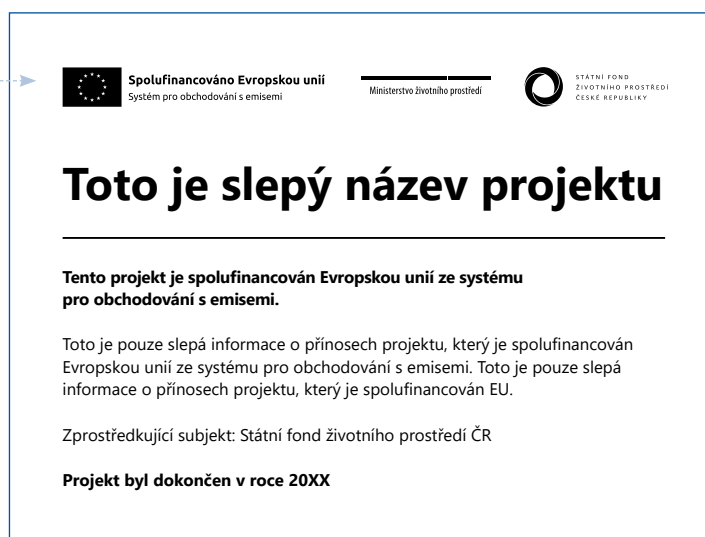 Spolufinancováno Evropskou unií
Systém pro obchodování s emisemi
Ministerstvo životního prostředí
STÁTNÍ FOND
ŽIVOTNÍHO PROSTŘEDÍ
ČESKÉ REPUBLIKY
Toto je slepý název projektu
Tento projekt je spolufinancován Evropskou unií ze systému
pro obchodování s emisemi.
Toto je pouze slepá informace o přínosech projektu, který je spolufinancován
Evropskou unií ze systému pro obchodování s emisemi. Toto je pouze slepá
informace o přínosech projektu, který je spolufinancován EU.
Zprostředkující subjekt: Státní fond životního prostředí ČR
Projekt byl dokončen v roce 20XX